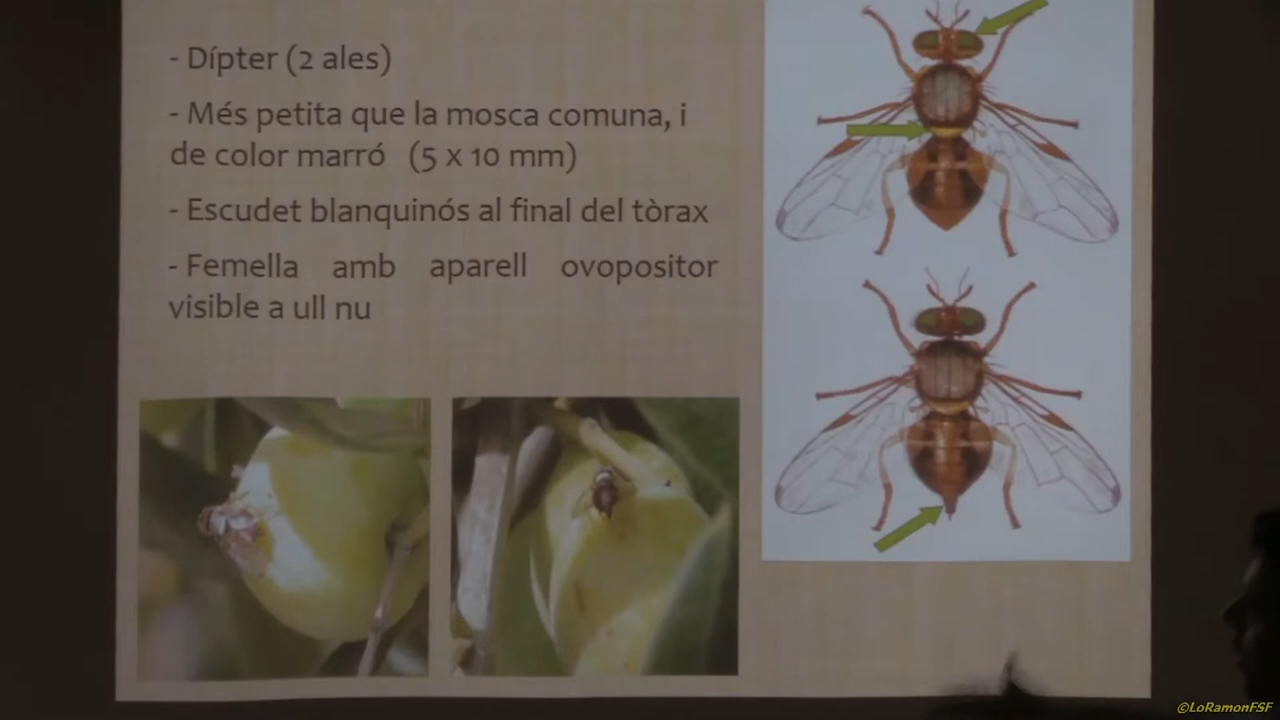 - Dípter (2 ales)
- Més petita que la mosca comuna, i
de color marró (5 x 10 mm)
- Escudet blanquinós al final del tòrax
- Femella amb aparell ovopositor
visible a ull nu
©LoRamonFSF